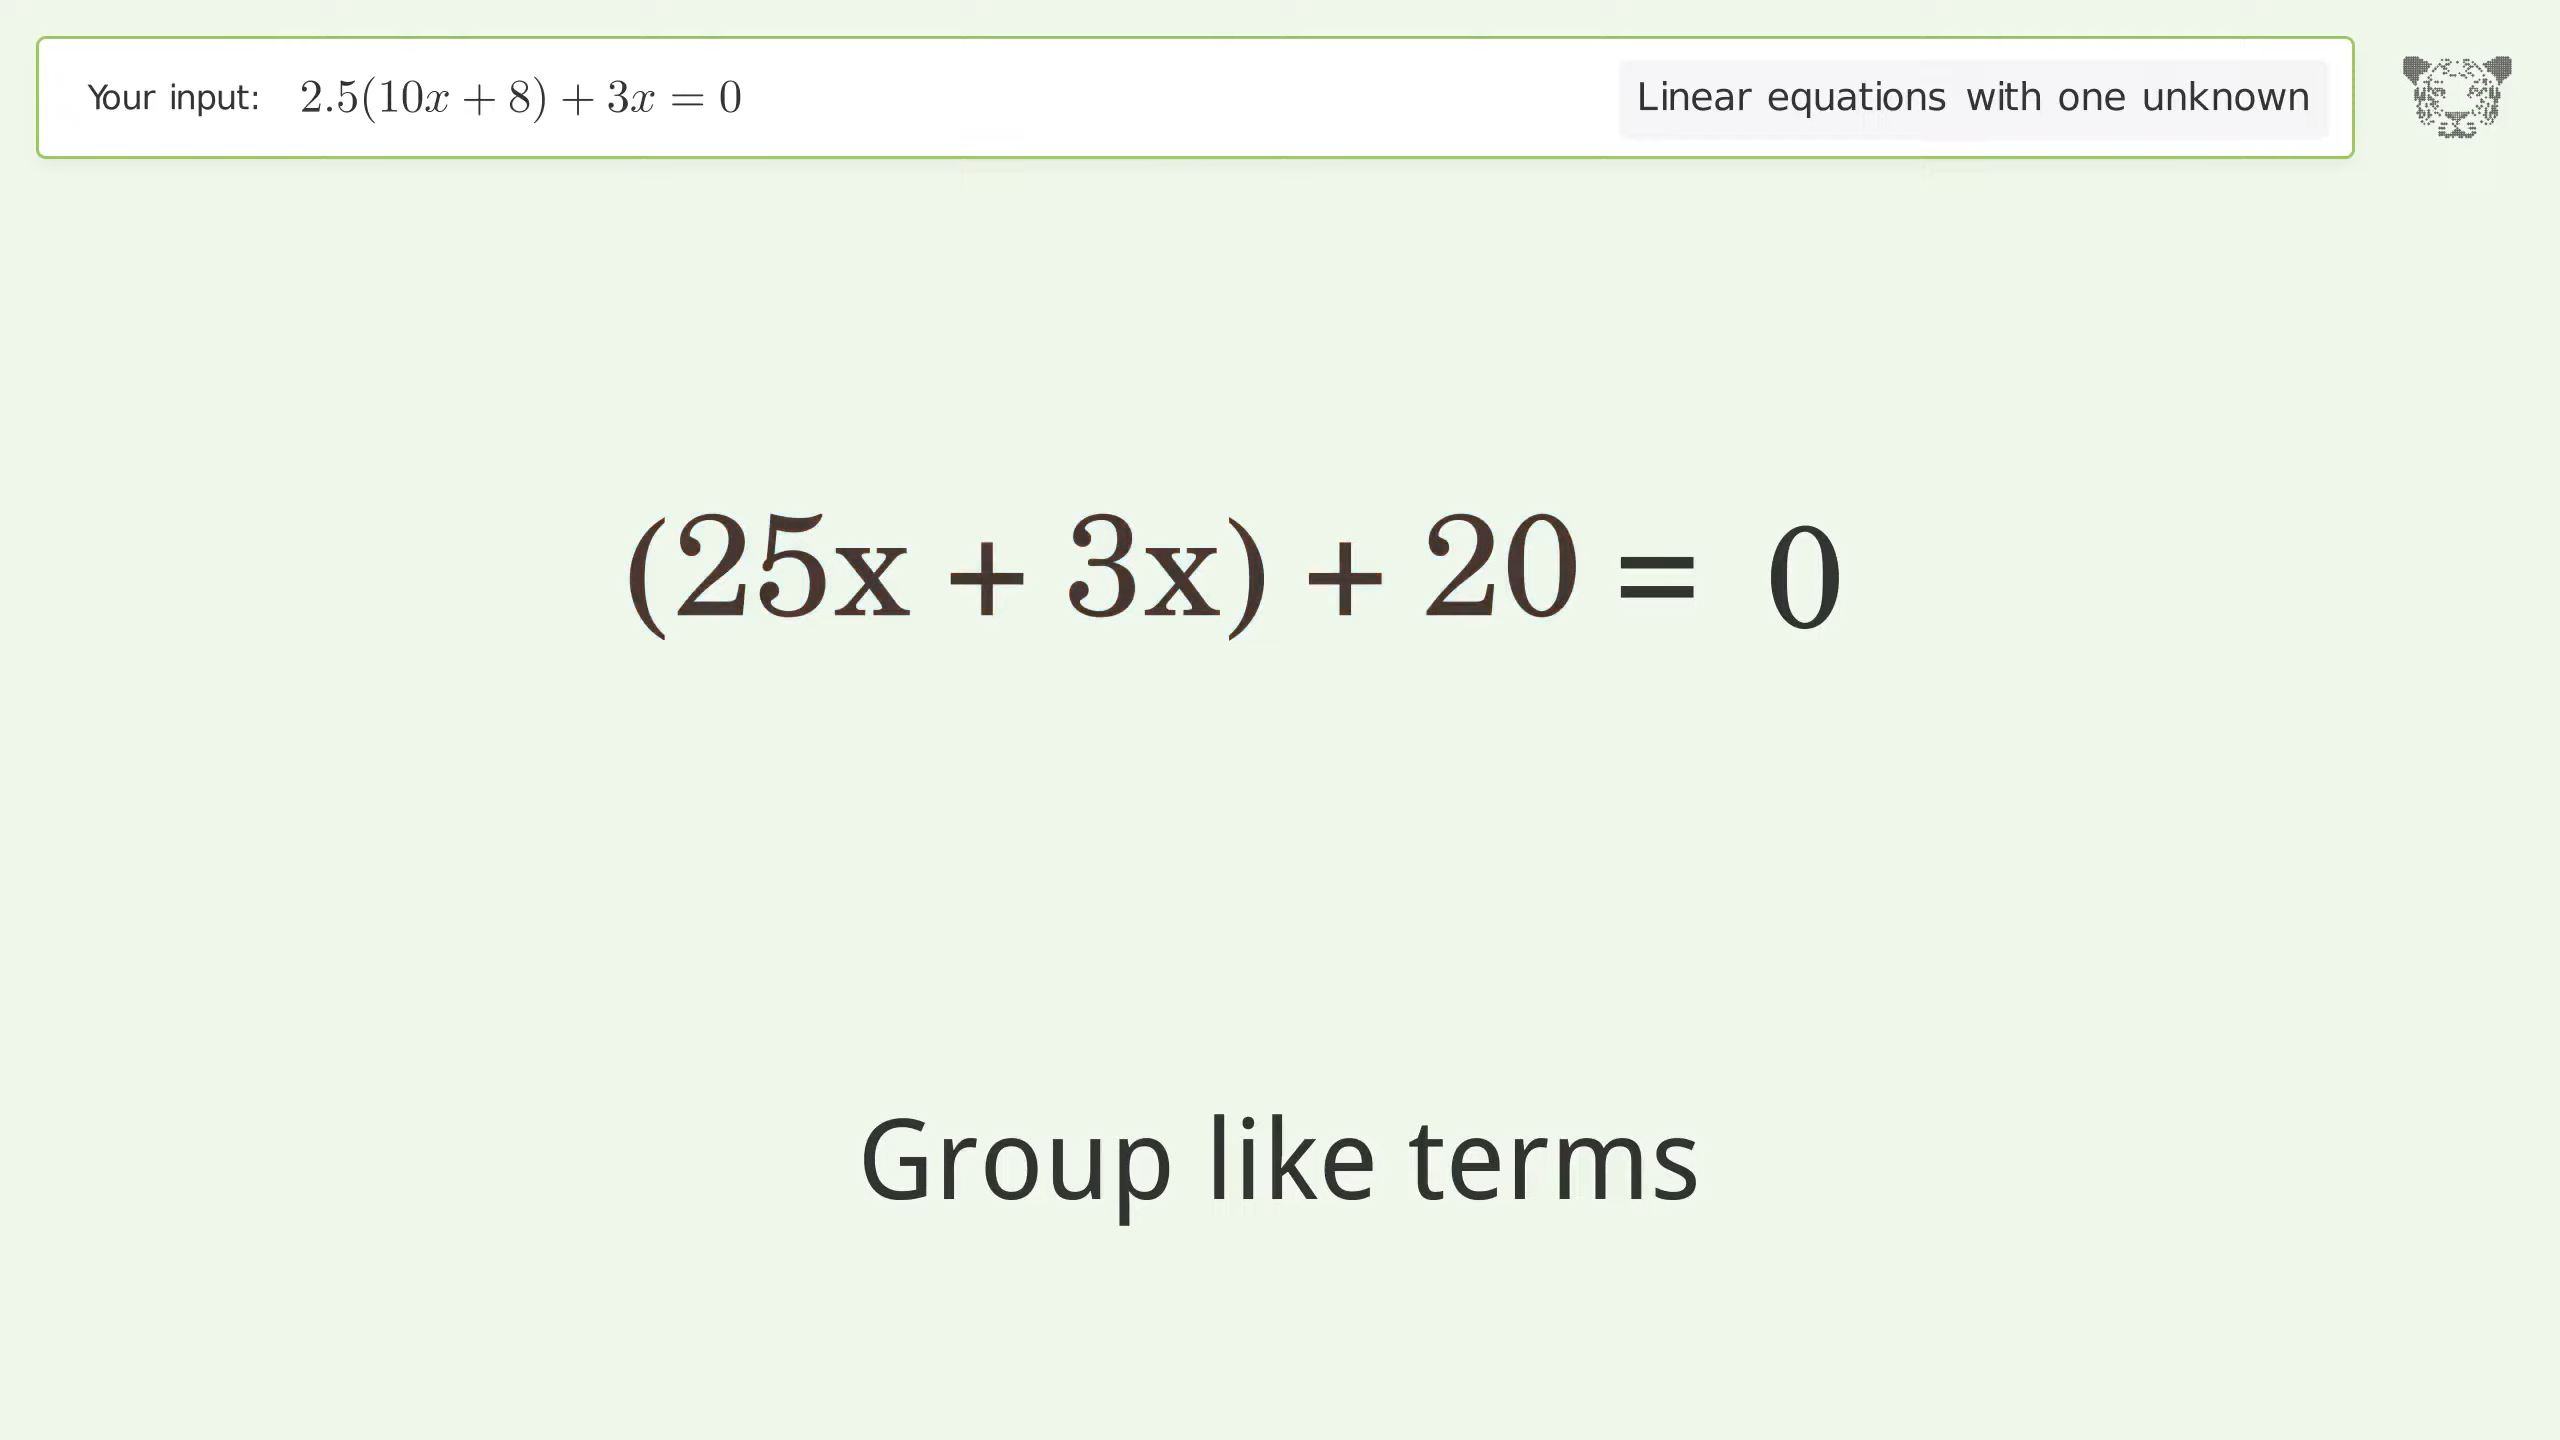 Your input: 2.5(10x + 8) + 3x = 0
Linear equations with one unknown
(25x + 3x) + 20 = 0
Group like terms